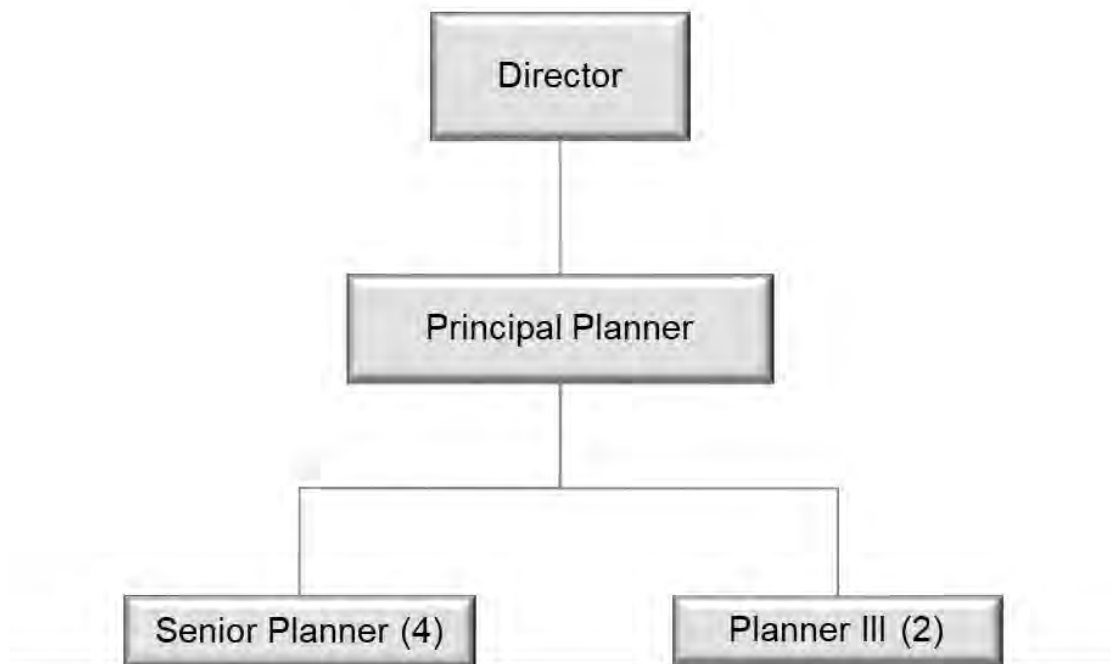 Director
Principal Planner
Senior Planner (4)
Planner III (2)